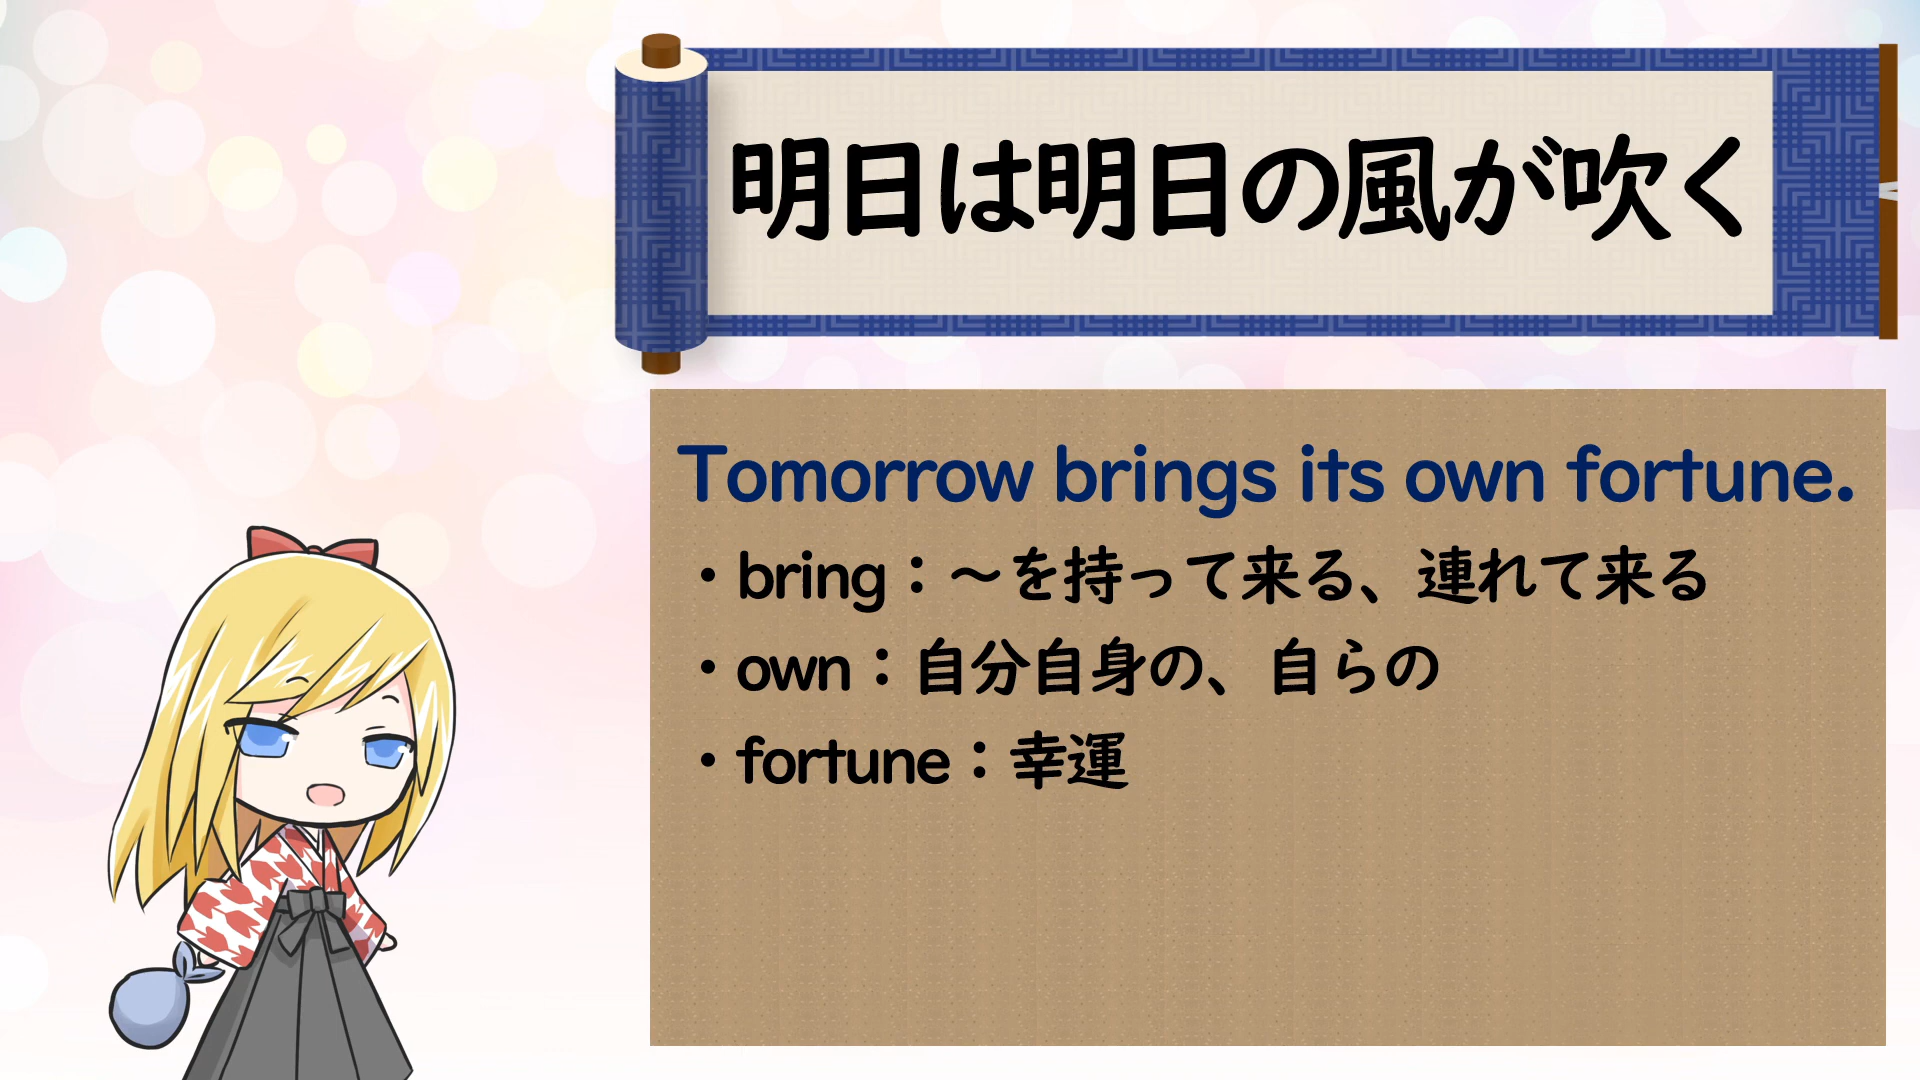 明日は明日の風が吹く
Tomorrow brings its own fortune.
・bring：～を持って来る、連れて来る
・own：自分自身の、自らの
・fortune：幸運